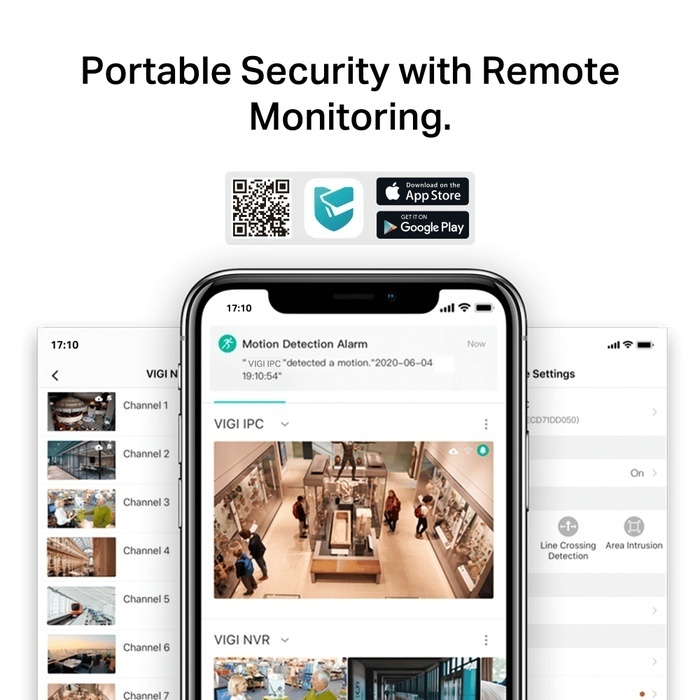 Portable Security with Remote
Monitoring.
Download on the
App Store
GET IT ON
Google Play
17:10
Motion Detection Alarm
Now
" VIGI IPC "detected a motion."2020-06-04
19:10:54"
VIGI IPC
VIGI NVR
17:10
VIGI N
Channel 1
Channel 2
Channel 3
Channel 4
Channel 5
Channel 6
Channel 7
Settings
ECD71DD050)
On
Line Crossing
Detection
Area Intrusion